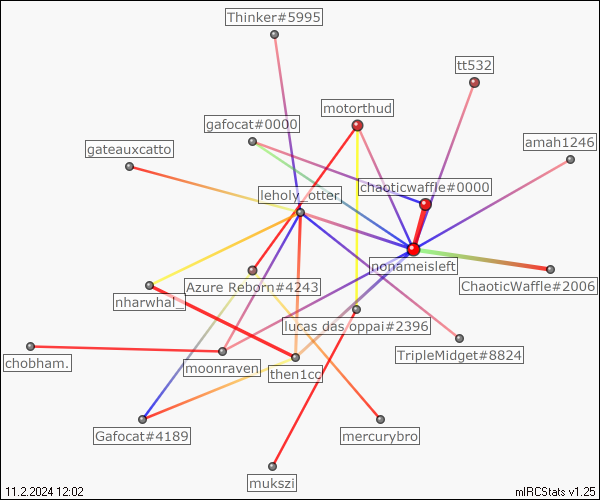 Thinker#5995
tt532
motorthud
gafocat#0000
amah1246
gateauxcatto
chaoticwaffle#0000
leholy_otter
nonameisleft
Azure Reborn#4243
ChaoticWaffle#2006
nharwhal_
lucas das oppai#2396
TripleMidget#8824
chobham.
moonraven
then1cc
Gafocat#4189
mercurybro
mukszi
11.2.2024 12:02
mIRCStats v1.25